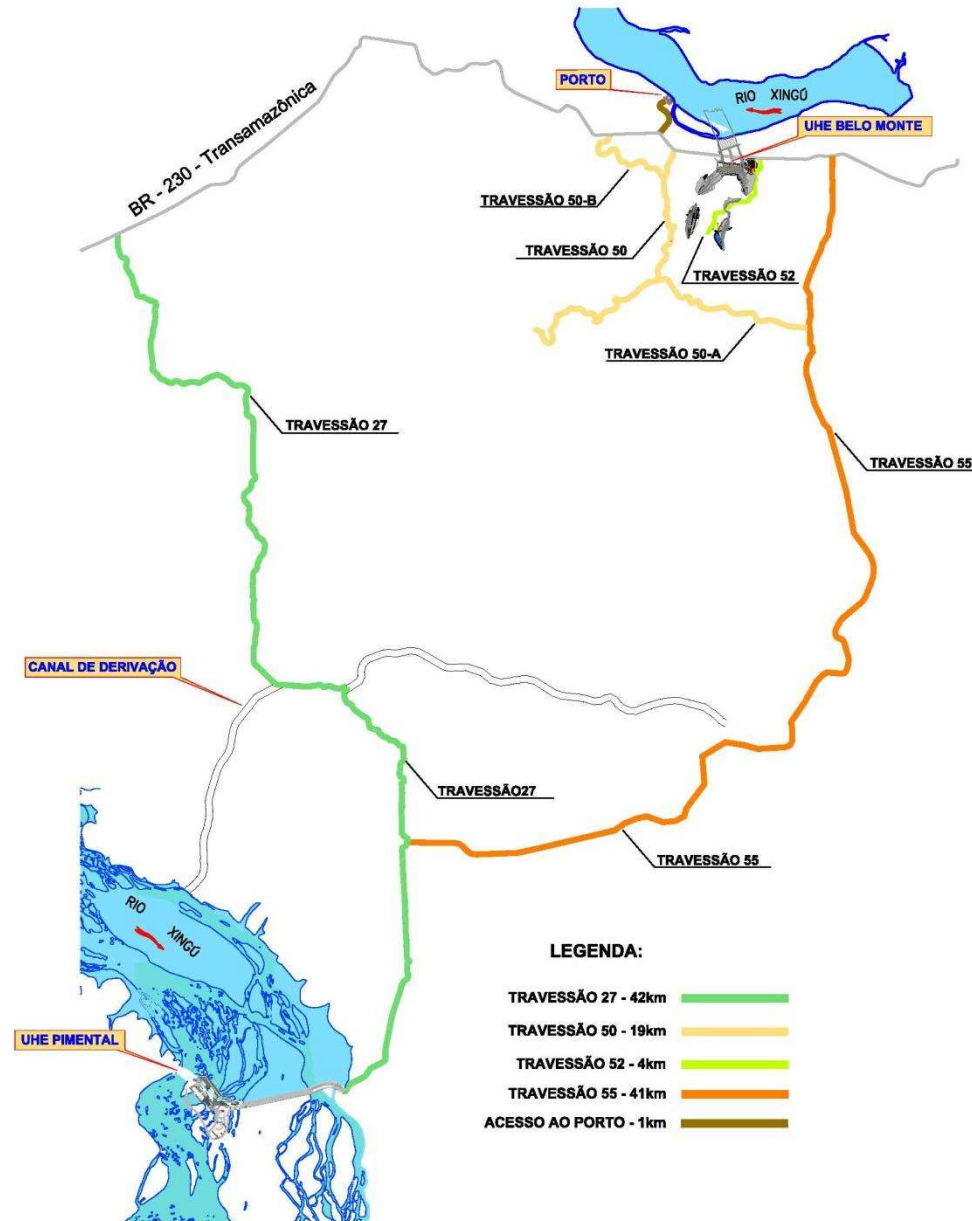 PORTO
RIO XINGÚ
UHE BELO MONTE
BR - 230 - Transamazônica
TRAVESSÃO 50-B
TRAVESSÃO 50
TRAVESSÃO 52
TRAVESSÃO 50-A
TRAVESSÃO 27
TRAVESSÃO 55
CANAL DE DERIVAÇÃO
TRAVESSÃO27
TRAVESSÃO 55
RIO
XINGÚ
UHE PIMENTAL
LEGENDA:
TRAVESSÃO 27 - 42km
TRAVESSÃO 50 - 19km
TRAVESSÃO 52 - 4km
TRAVESSÃO 55 - 41km
ACESSO AO PORTO - 1km